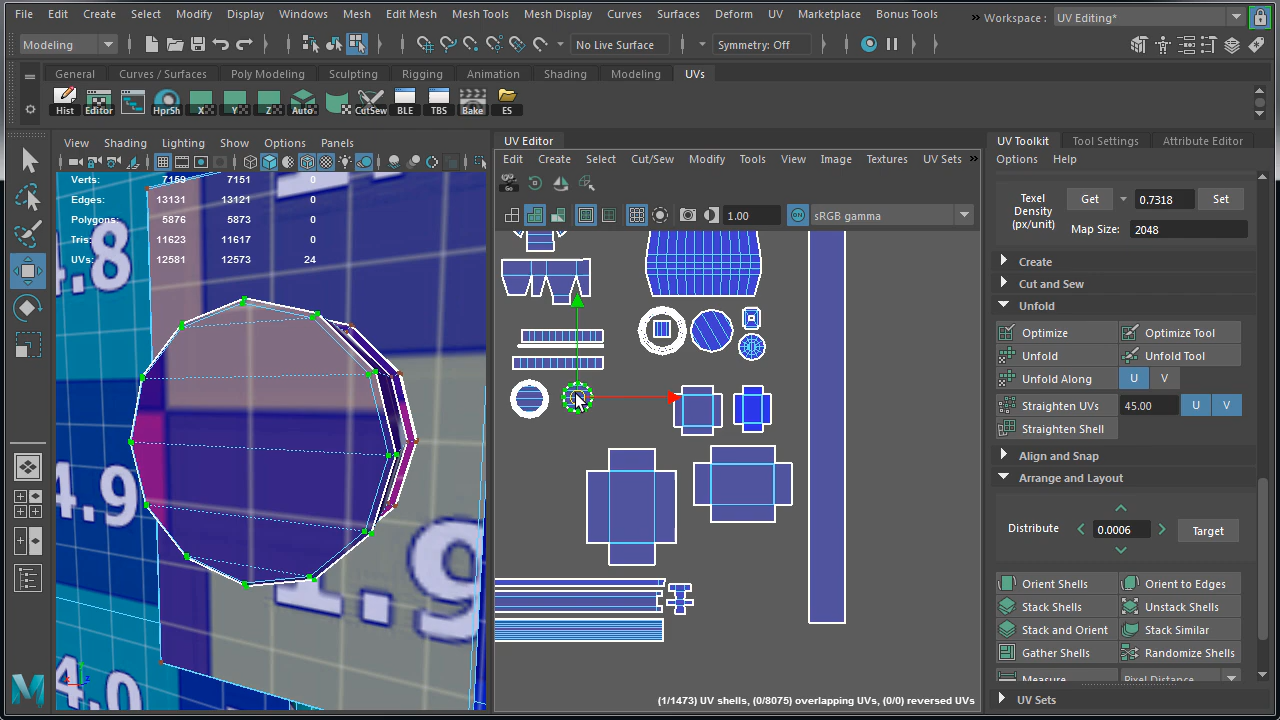 File Edit Create Select Modify Display Windows Mesh Edit Mesh Mesh Tools Mesh Display Curves Surfaces Deform UV Marketplace Bonus Tools » Workspace : UV Editing*
Modeling No Live Surface Symmetry: Off
General Curves / Surfaces Poly Modeling Sculpting Rigging Animation Shading Modeling UVs
Hist Editor HprSh X Y Z Auto CutSew BLE TBS Bake ES
View Shading Lighting Show Options Panels
UV Editor
UV Toolkit Tool Settings Attribute Editor
Edit Create Select Cut/Sew Modify Tools View Image Textures UV Sets »
Options Help
Verts: 7159 7151 0
Edges: 13131 13121 0
Polygons: 5876 5873 0
Tris: 11623 11617 0
UVs: 12581 12573 24
1.00 ON sRGB gamma
Texel Density (px/unit) Get 0.7318 Set
Map Size: 2048
Create
Cut and Sew
Unfold
Optimize Optimize Tool
Unfold Unfold Tool
Unfold Along U V
Straighten UVs 45.00 U V
Straighten Shell
Align and Snap
Arrange and Layout
Distribute 0.0006 Target
Orient Shells Orient to Edges
Stack Shells Unstack Shells
Stack and Orient Stack Similar
Gather Shells Randomize Shells
Measure Pixel Distance
UV Sets
4.8
4.9
1.9
4.0
z
(1/1473) UV shells, (0/8075) overlapping UVs, (0/0) reversed UVs